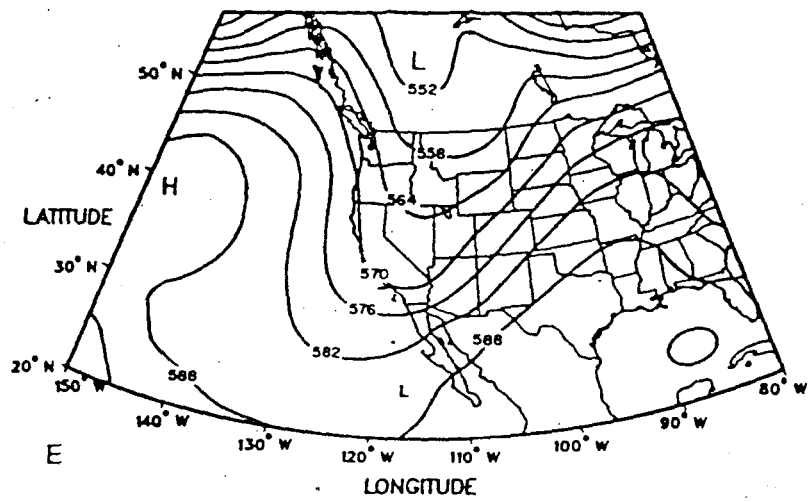 L
50° N
552
558
40° N
H
564
LATITUDE
30° N
570
576
582
588
588
20° N
150° W
L
80° W
140° W
90° W
130° W
120° W
110° W
100° W
E
LONGITUDE